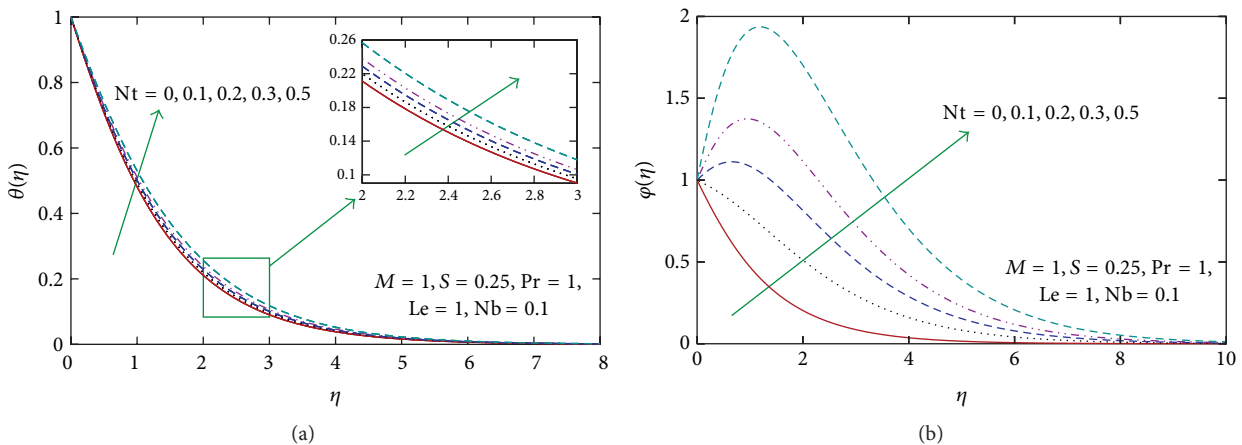 1
0.8
0.6
0.4
0.2
0
θ(η)
0 1 2 3 4 5 6 7 8
η
Nt = 0, 0.1, 0.2, 0.3, 0.5
0.26
0.22
0.18
0.14
0.1
2 2.2 2.4 2.6 2.8 3
M = 1, S = 0.25, Pr = 1,
Le = 1, Nb = 0.1
(a)
2
1.5
1
0.5
0
φ(η)
0 2 4 6 8 10
η
Nt = 0, 0.1, 0.2, 0.3, 0.5
M = 1, S = 0.25, Pr = 1,
Le = 1, Nb = 0.1
(b)